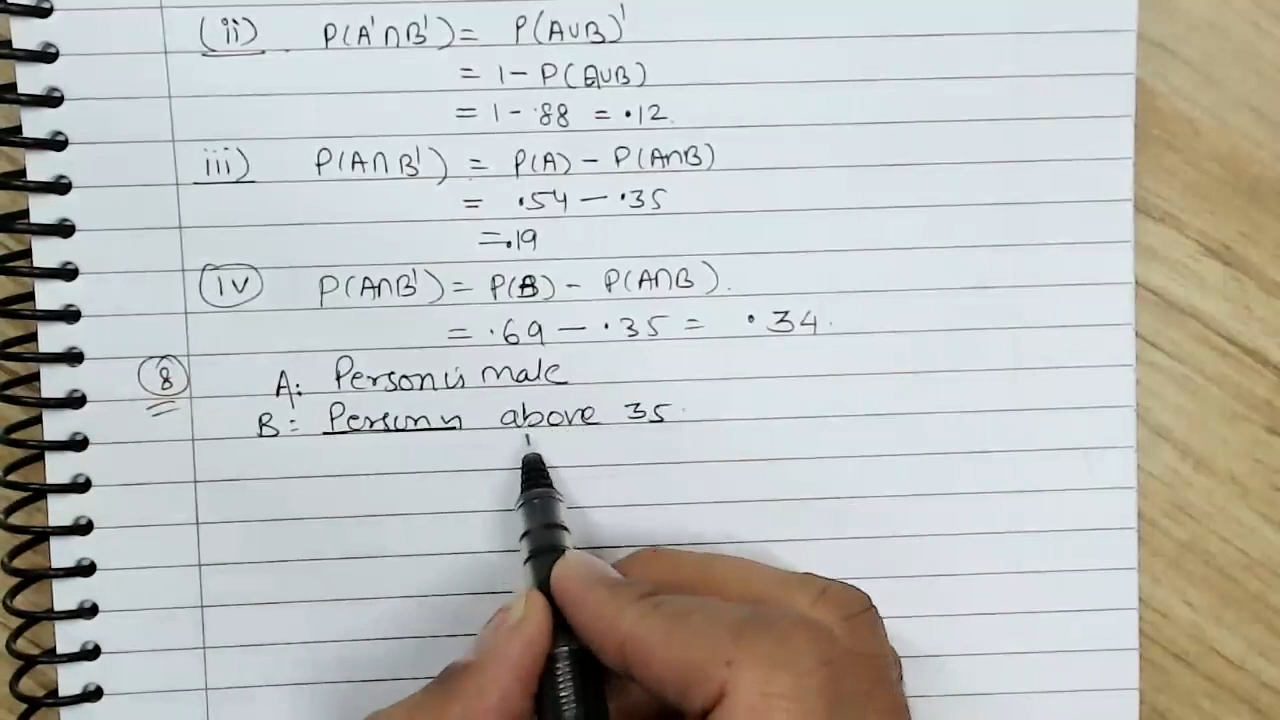 (ii) P(A'∩B') = P(A∪B)'
= 1 - P(A∪B)
= 1 - .88 = .12.
iii) P(A∩B') = P(A) - P(A∩B)
= .54 - .35
= .19
(iv) P(A∩B') = P(B) - P(A∩B).
= .69 - .35 = .34.
(8) A: Person is male
B: Person is above 35.